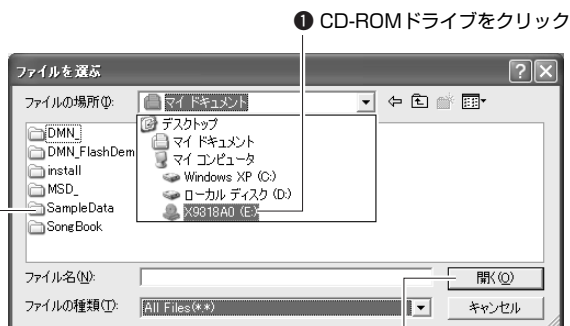 ❶ CD-ROMドライブをクリック
ファイルを選ぶ
ファイルの場所(I):
マイ ドキュメント
デスクトップ
マイ ドキュメント
マイ コンピュータ
Windows XP (C:)
ローカル ディスク (D:)
X9318A0 (E:)
DMN_
DMN_FlashDem
install
MSD_
SampleData
SongBook
ファイル名(N):
開く(O)
ファイルの種類(T):
All Files(*.*)
キャンセル